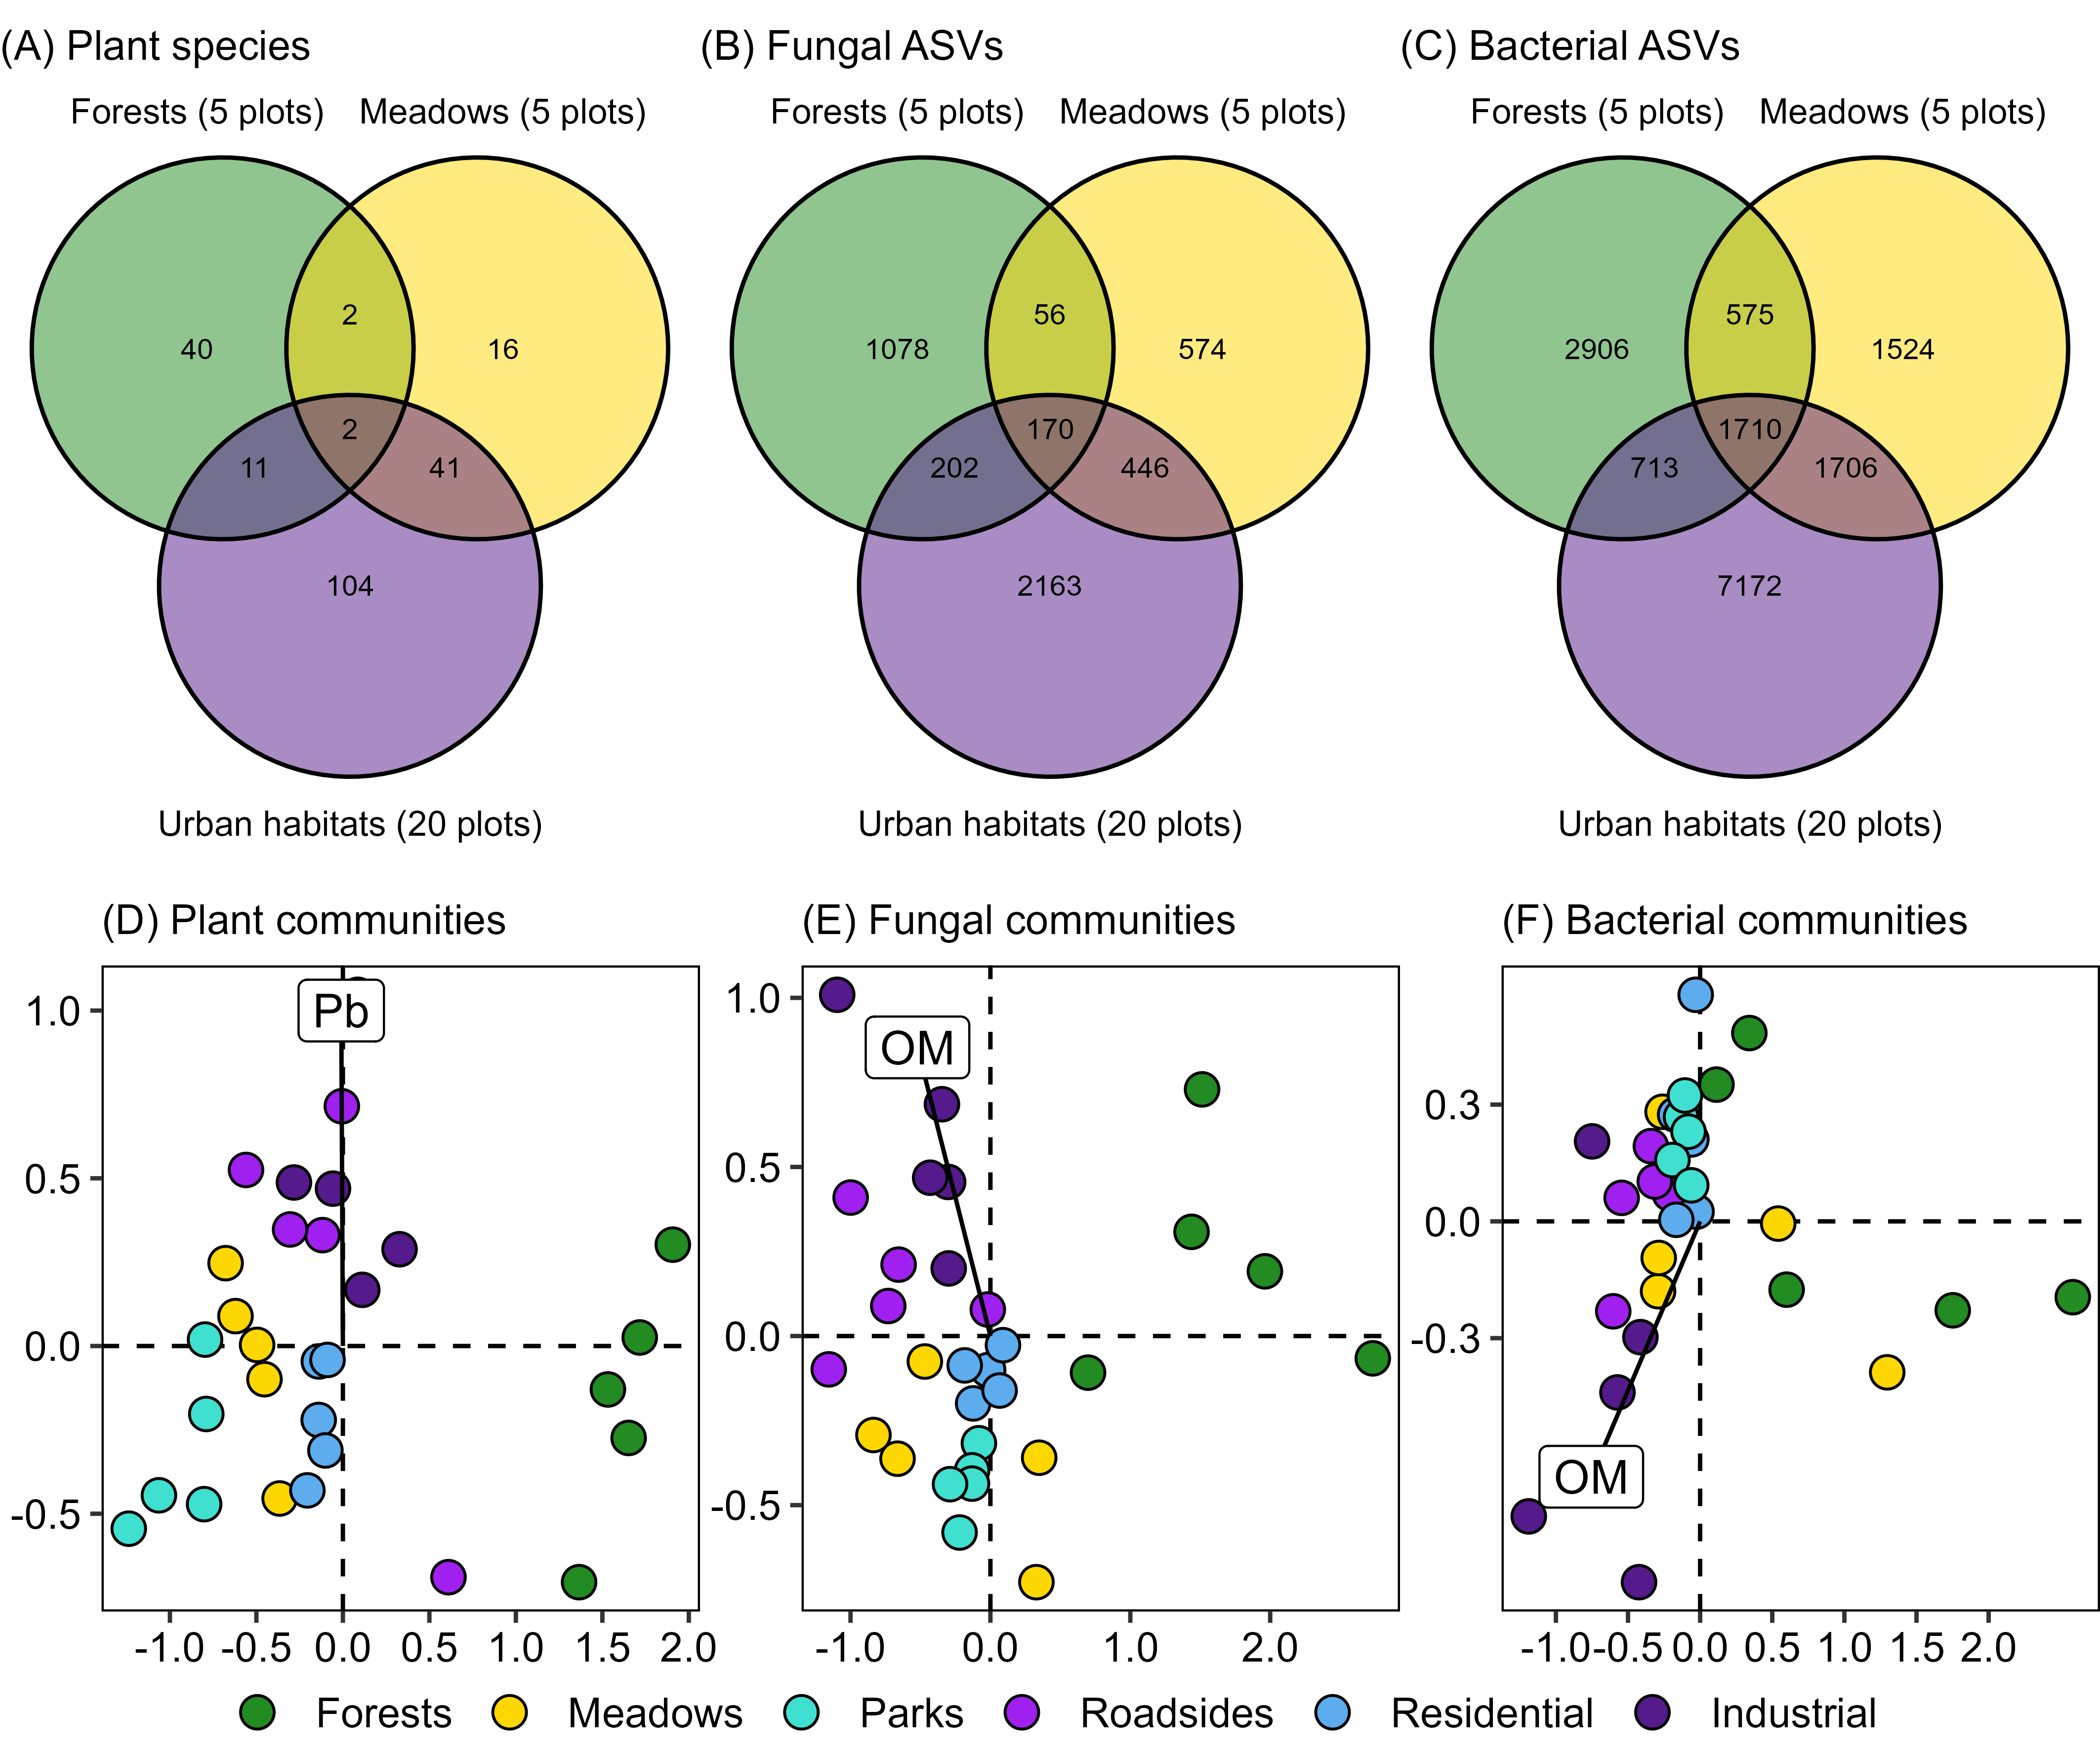 (A) Plant species
(B) Fungal ASVs
(C) Bacterial ASVs
Forests (5 plots)
Meadows (5 plots)
Forests (5 plots)
Meadows (5 plots)
Forests (5 plots)
Meadows (5 plots)
2
40
16
2
11
41
104
56
1078
574
170
202
446
2163
575
2906
1524
1710
713
1706
7172
Urban habitats (20 plots)
Urban habitats (20 plots)
Urban habitats (20 plots)
(D) Plant communities
Pb
1.0
0.5
0.0
-0.5
-1.0 -0.5 0.0 0.5 1.0 1.5 2.0
(E) Fungal communities
OM
1.0
0.5
0.0
-0.5
-1.0 0.0 1.0 2.0
(F) Bacterial communities
0.3
0.0
-0.3
OM
-1.0 -0.5 0.0 0.5 1.0 1.5 2.0
Forests Meadows Parks Roadsides Residential Industrial